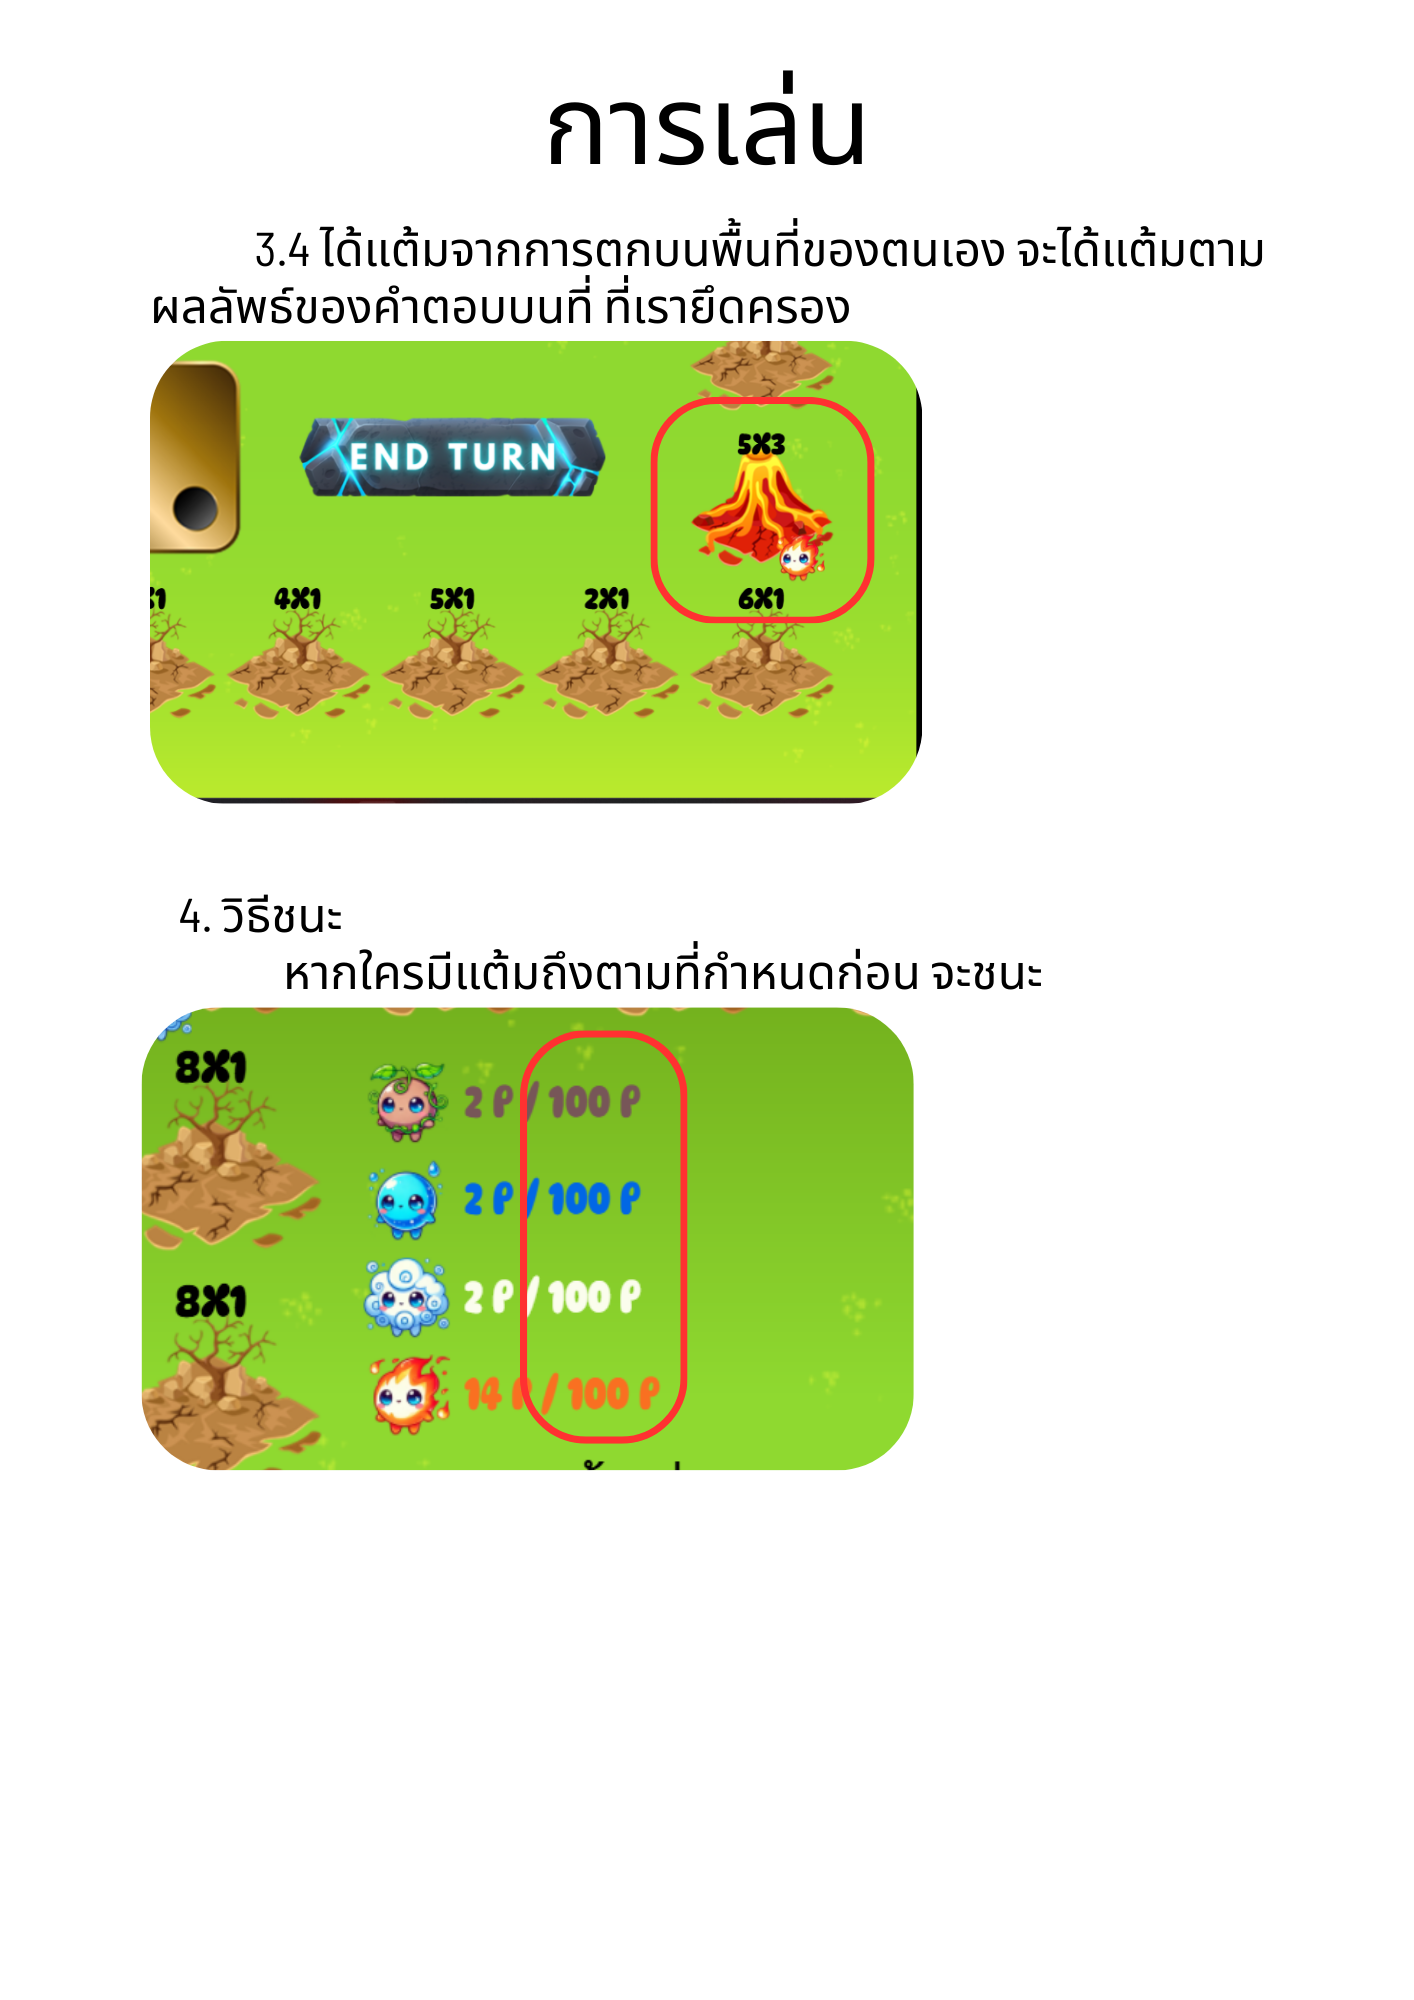 การเล่น
3.4 ได้แต้มจากการตกบนพื้นที่ของตนเอง จะได้แต้มตาม
ผลลัพธ์ของคำตอบบนที่ ที่เรายึดครอง
END TURN
5X3
4X1
5X1
2X1
6X1
4. วิธีชนะ
หากใครมีแต้มถึงตามที่กำหนดก่อน จะชนะ
8X1
2 P / 100 P
2 P / 100 P
8X1
2 P / 100 P
14 P / 100 P